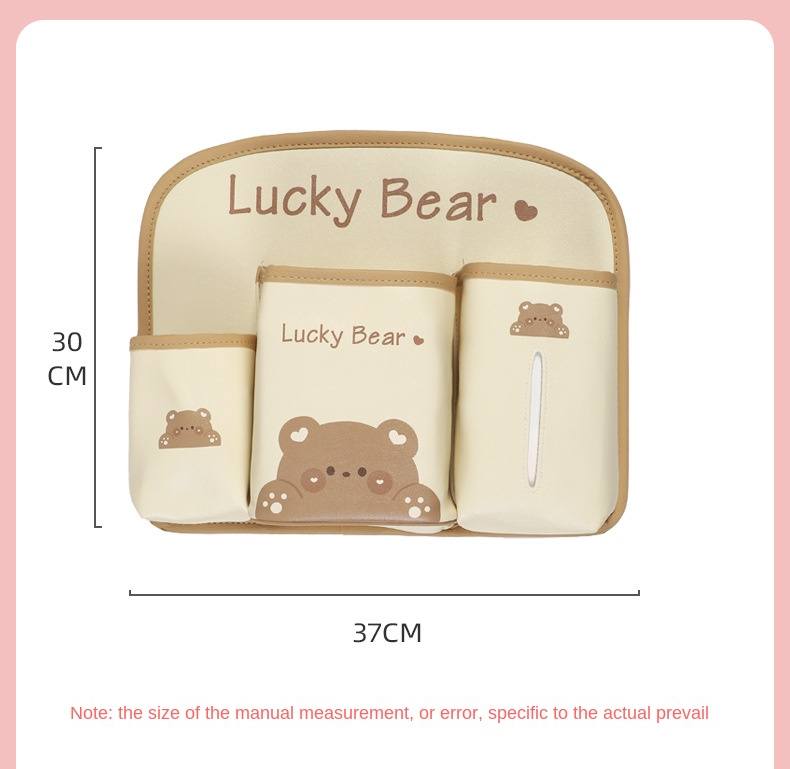 Lucky Bear
Lucky Bear
30
CM
37CM
Note: the size of the manual measurement, or error, specific to the actual prevail